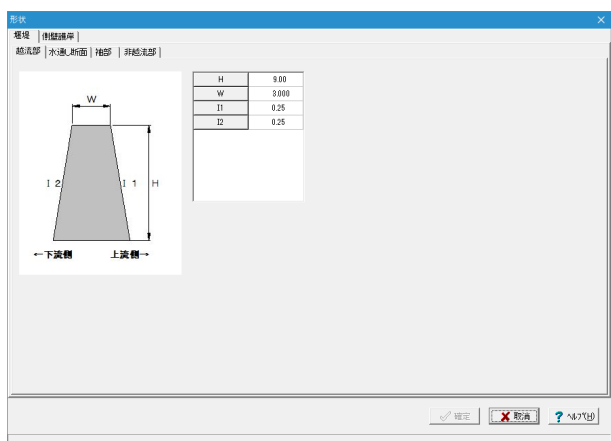 形状
堰堤 側壁護岸
越流部 水通し断面 袖部 非越流部
H 9.00
W 3.000
I1 0.25
I2 0.25
W
I 2 I 1 H
←下流側 上流側→
確定 取消 ヘルプ(H)